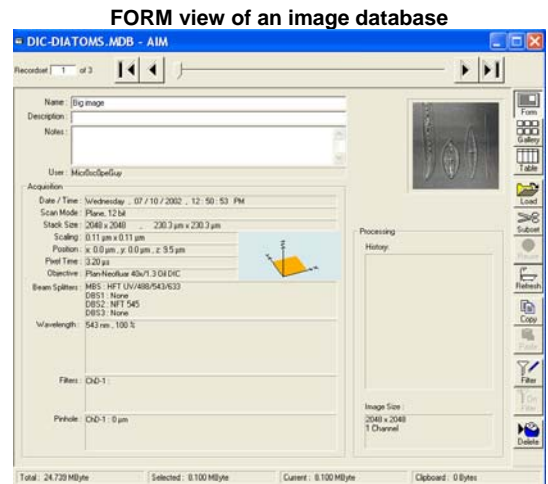 FORM view of an image database
DIC-DIATOMS.MDB - AIM
Recordset 1 of 3
Name : Big image
Description :
Notes :
User : MicrOscOpeGuy
Acquisition
Date / Time : Wednesday , 07 / 10 / 2002 , 12 : 50 : 53 PM
Scan Mode : Plane, 12 bit
Stack Size : 2048 x 2048 , 230.3 µm x 230.3 µm
Scaling : 0.11 µm x 0.11 µm
Position : x: 0.0 µm , y: 0.0 µm , z: 9.5 µm
Pixel Time : 3.20 µs
Objective : Plan-Neofluar 40x/1.3 Oil DIC
Beam Splitters : MBS : HFT UV/488/543/633
DBS1 : None
DBS2 : NFT 545
DBS3 : None
Wavelength : 543 nm , 100 %
Filters : ChD-1 :
Pinhole : ChD-1 : 0 µm
Processing
History:
Image Size :
2048 x 2048
1 Channel
Form
Gallery
Table
Load
Subset
Refresh
Copy
Paste
Filter
On
Filter
Delete
Total : 24.739 MByte
Selected : 8.100 MByte
Current : 8.100 MByte
Clipboard : 0 Bytes